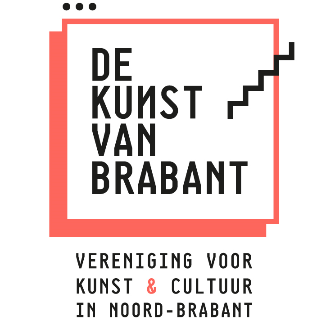 DE
KUNST
VAN
BRABANT
VERENIGING VOOR
KUNST & CULTUUR
IN NOORD-BRABANT